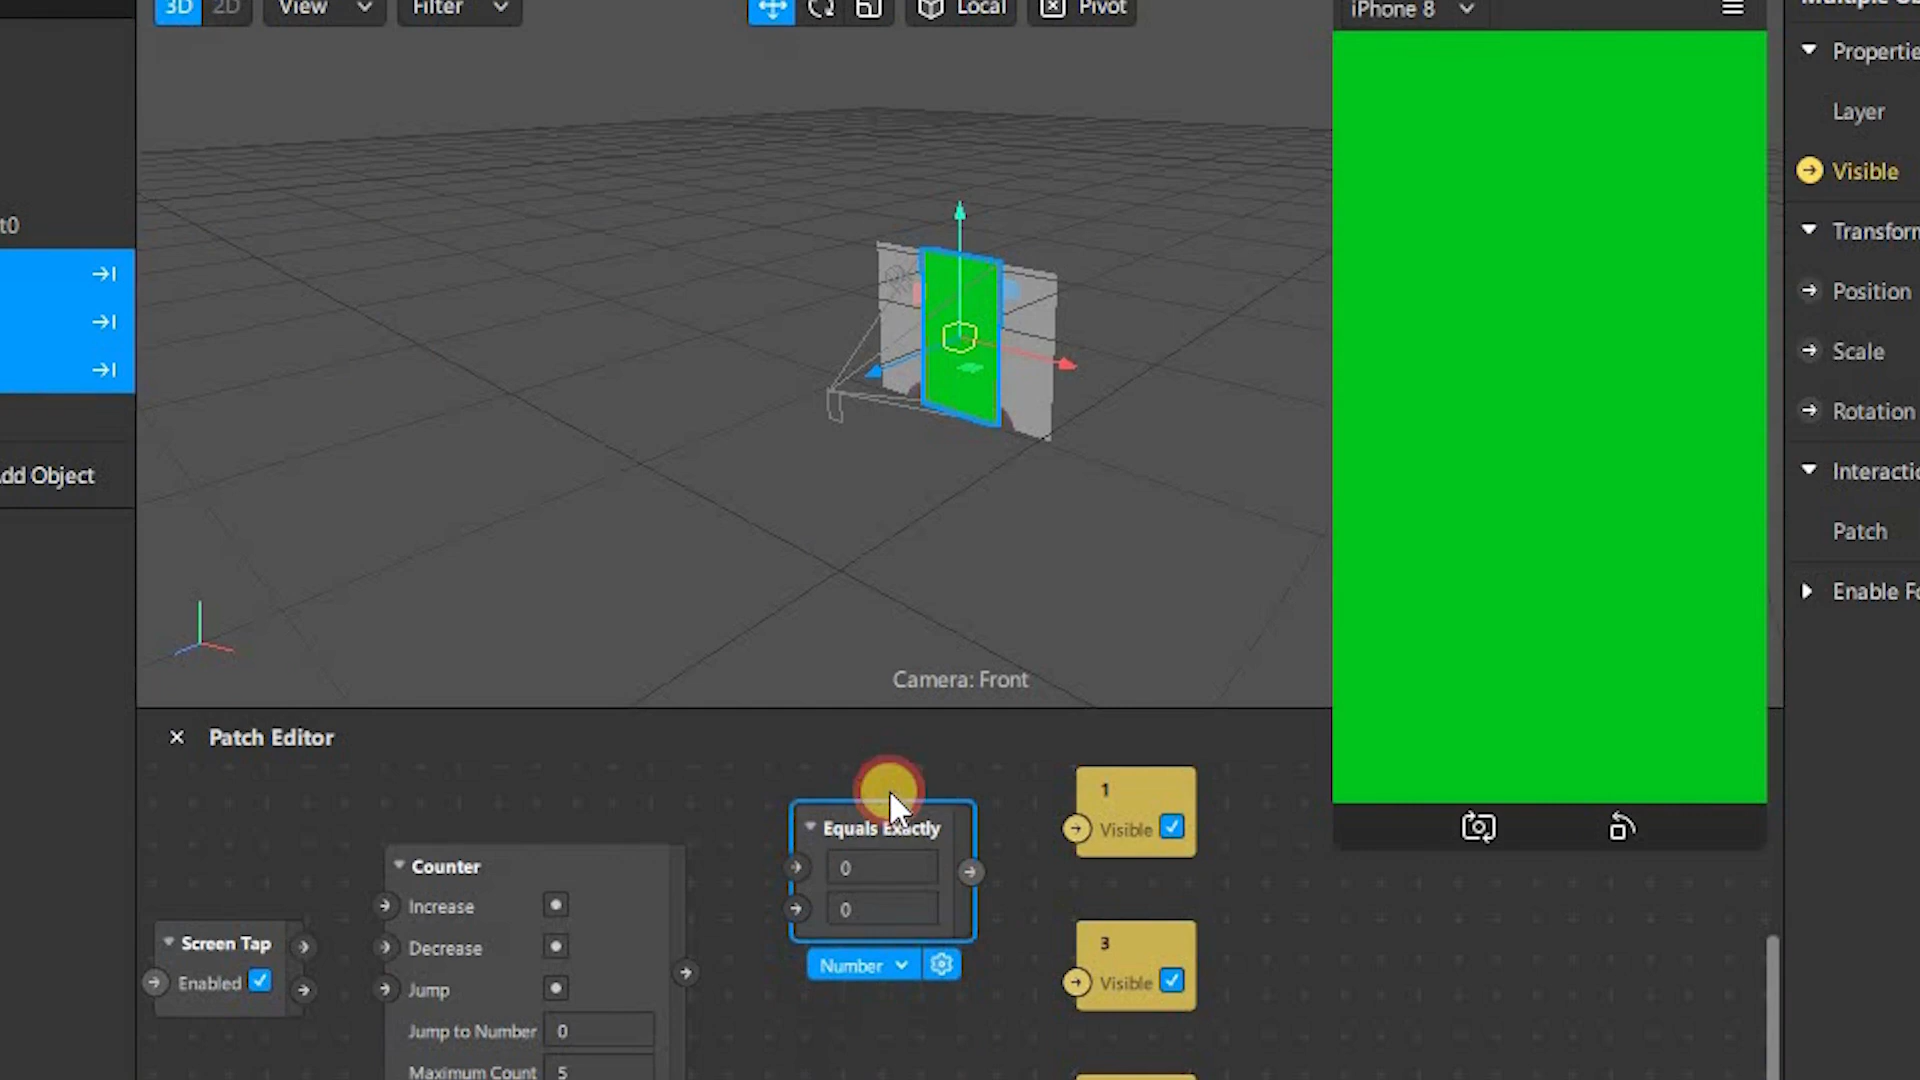 3D 2D View Filter Local Pivot
iPhone 8
Propertie
Layer
Visible
Transform
Position
Scale
Rotation
Interactio
Patch
Enable Fo
t0
dd Object
Camera: Front
Patch Editor
Screen Tap
Enabled
Counter
Increase
Decrease
Jump
Jump to Number 0
Maximum Count 5
Equals Exactly
0
0
Number
1
Visible
3
Visible